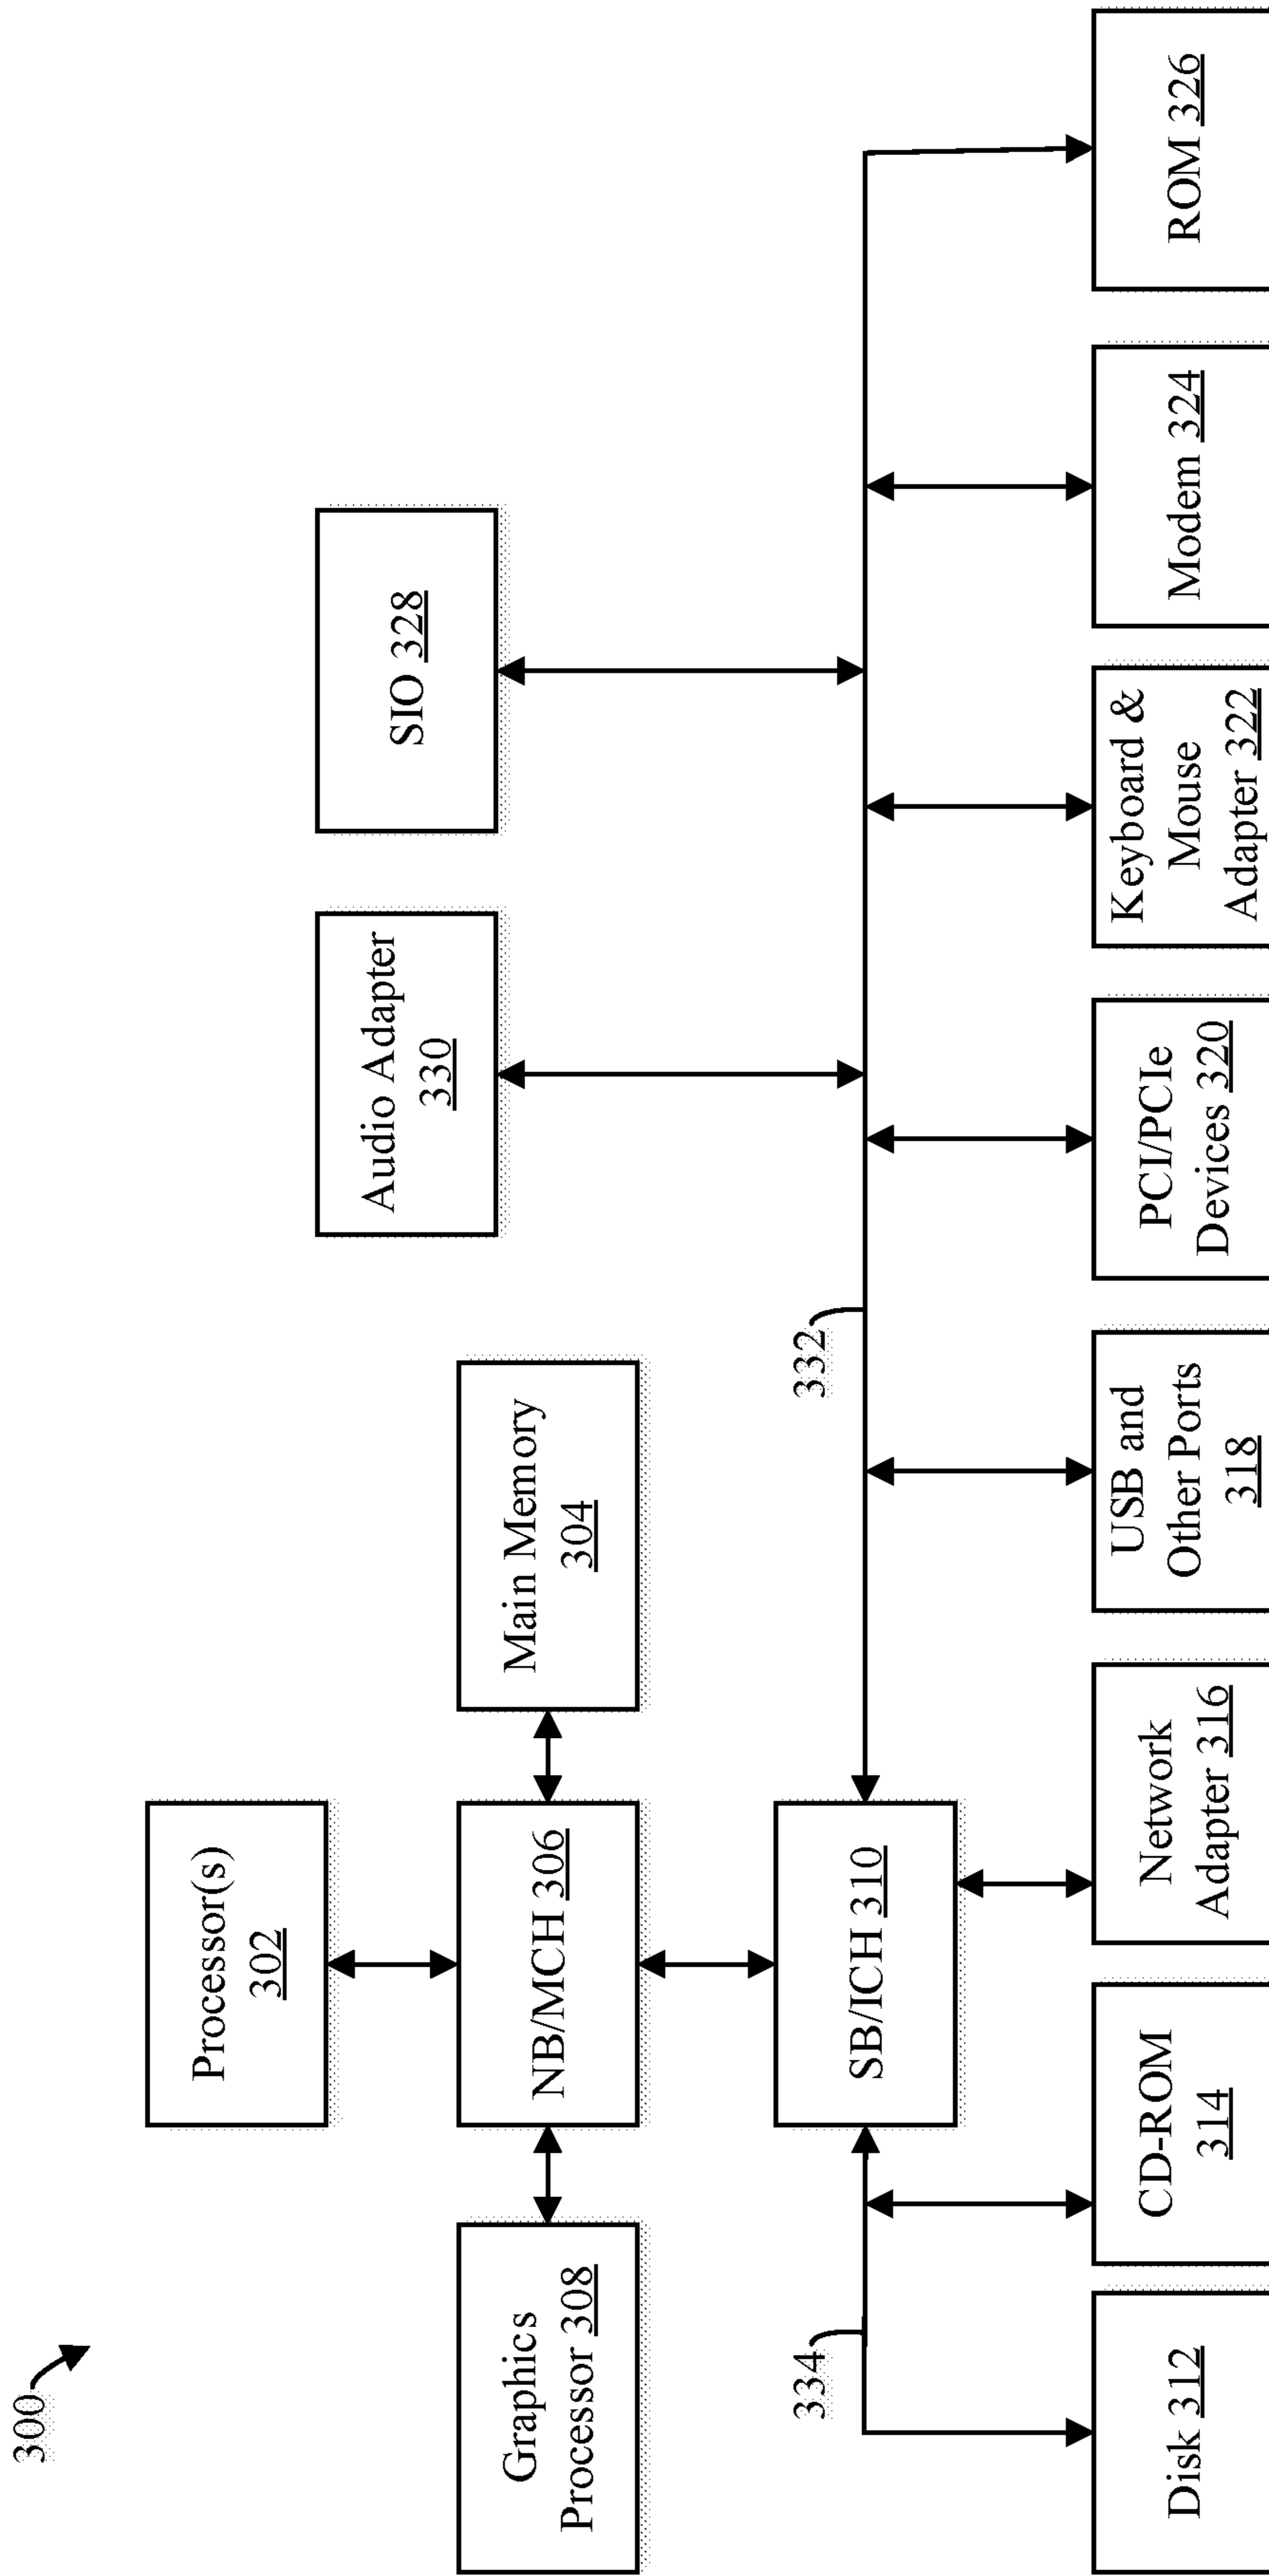 300
Processor(s)
302
Graphics
Processor 308
NB/MCH 306
Main Memory
304
Audio Adapter
330
SIO 328
334
SB/ICH 310
332
Disk 312
CD-ROM
314
Network
Adapter 316
USB and
Other Ports
318
PCI/PCIe
Devices 320
Keyboard &
Mouse
Adapter 322
Modem 324
ROM 326